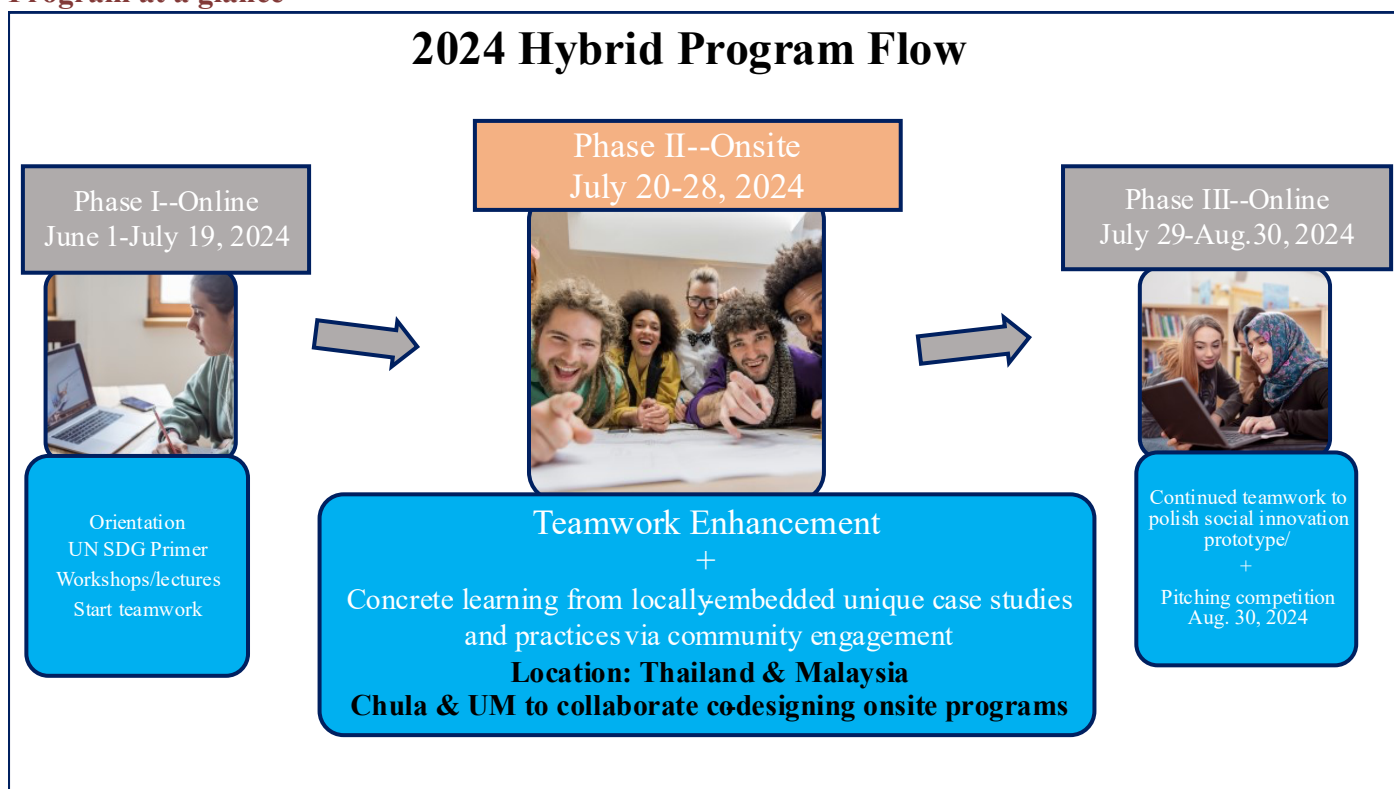 Program at a glance
2024 Hybrid Program Flow
Phase I--Online
June 1-July 19, 2024
Orientation
UN SDG Primer
Workshops/lectures
Start teamwork
Phase II--Onsite
July 20-28, 2024
Teamwork Enhancement
+
Concrete learning from locally-embedded unique case studies
and practices via community engagement
Location: Thailand & Malaysia
Chula & UM to collaborate co-designing onsite programs
Phase III--Online
July 29-Aug.30, 2024
Continued teamwork to
polish social innovation
prototype/
+
Pitching competition
Aug. 30, 2024